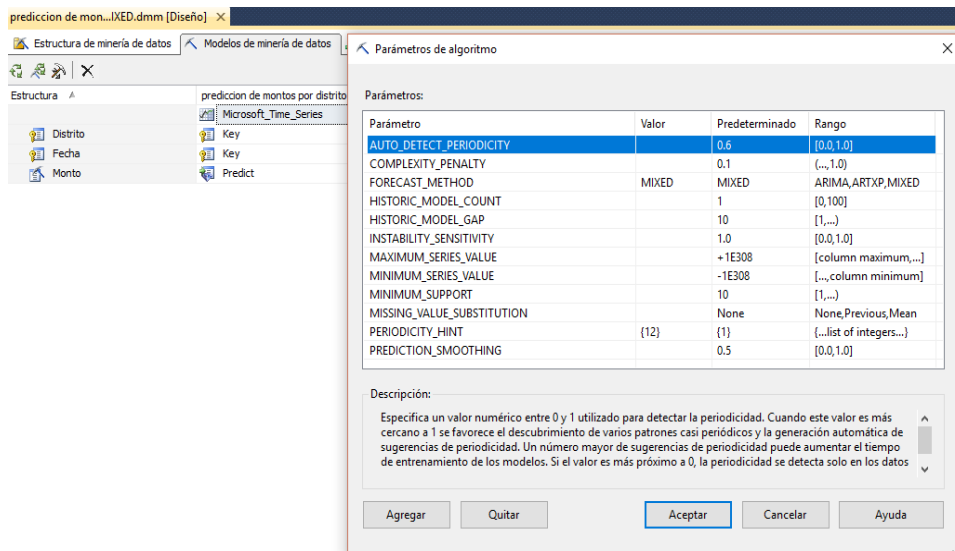 prediccion de mon...IXED.dmm [Diseño]
Estructura de minería de datos
Modelos de minería de datos
Estructura
prediccion de montos por distrito
Microsoft_Time_Series
Distrito Key
Fecha Key
Monto Predict
Parámetros de algoritmo
Parámetros:
Parámetro Valor Predeterminado Rango
AUTO_DETECT_PERIODICITY 0.6 [0.0,1.0]
COMPLEXITY_PENALTY 0.1 (...,1.0)
FORECAST_METHOD MIXED MIXED ARIMA,ARTXP,MIXED
HISTORIC_MODEL_COUNT 1 [0,100]
HISTORIC_MODEL_GAP 10 [1,...)
INSTABILITY_SENSITIVITY 1.0 [0.0,1.0]
MAXIMUM_SERIES_VALUE +1E308 [column maximum,...]
MINIMUM_SERIES_VALUE -1E308 [...,column minimum]
MINIMUM_SUPPORT 10 [1,...)
MISSING_VALUE_SUBSTITUTION None None,Previous,Mean
PERIODICITY_HINT {12} {1} {...list of integers...}
PREDICTION_SMOOTHING 0.5 [0.0,1.0]
Descripción:
Especifica un valor numérico entre 0 y 1 utilizado para detectar la periodicidad. Cuando este valor es más
cercano a 1 se favorece el descubrimiento de varios patrones casi periódicos y la generación automática de
sugerencias de periodicidad. Un número mayor de sugerencias de periodicidad puede aumentar el tiempo
de entrenamiento de los modelos. Si el valor es más próximo a 0, la periodicidad se detecta solo en los datos
Agregar
Quitar
Aceptar
Cancelar
Ayuda